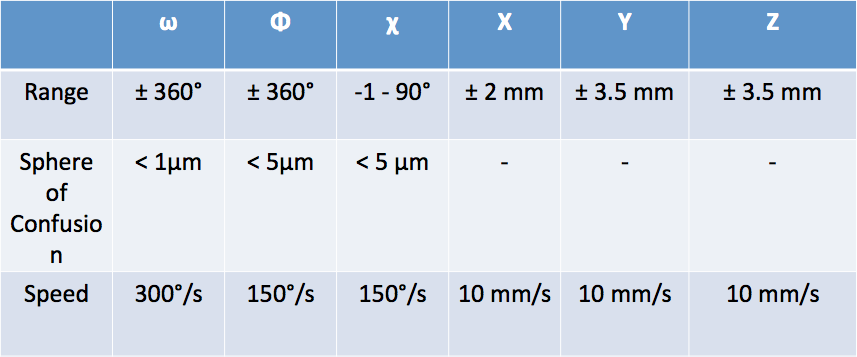 ω Φ χ X Y Z
Range ± 360° ± 360° -1 - 90° ± 2 mm ± 3.5 mm ± 3.5 mm
Sphere < 1μm < 5μm < 5 μm - - -
of
Confusio
n
Speed 300°/s 150°/s 150°/s 10 mm/s 10 mm/s 10 mm/s